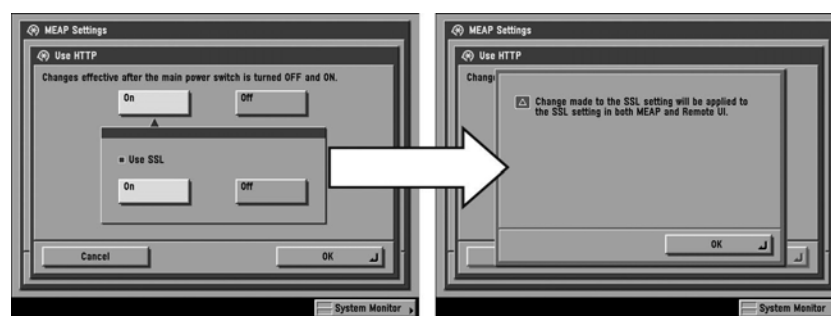 MEAP Settings
Use HTTP
Changes effective after the main power switch is turned OFF and ON.
On Off
Use SSL
On Off
Cancel OK
System Monitor
MEAP Settings
Use HTTP
Chang
Change made to the SSL setting will be applied to
the SSL setting in both MEAP and Remote UI.
OK
System Monitor